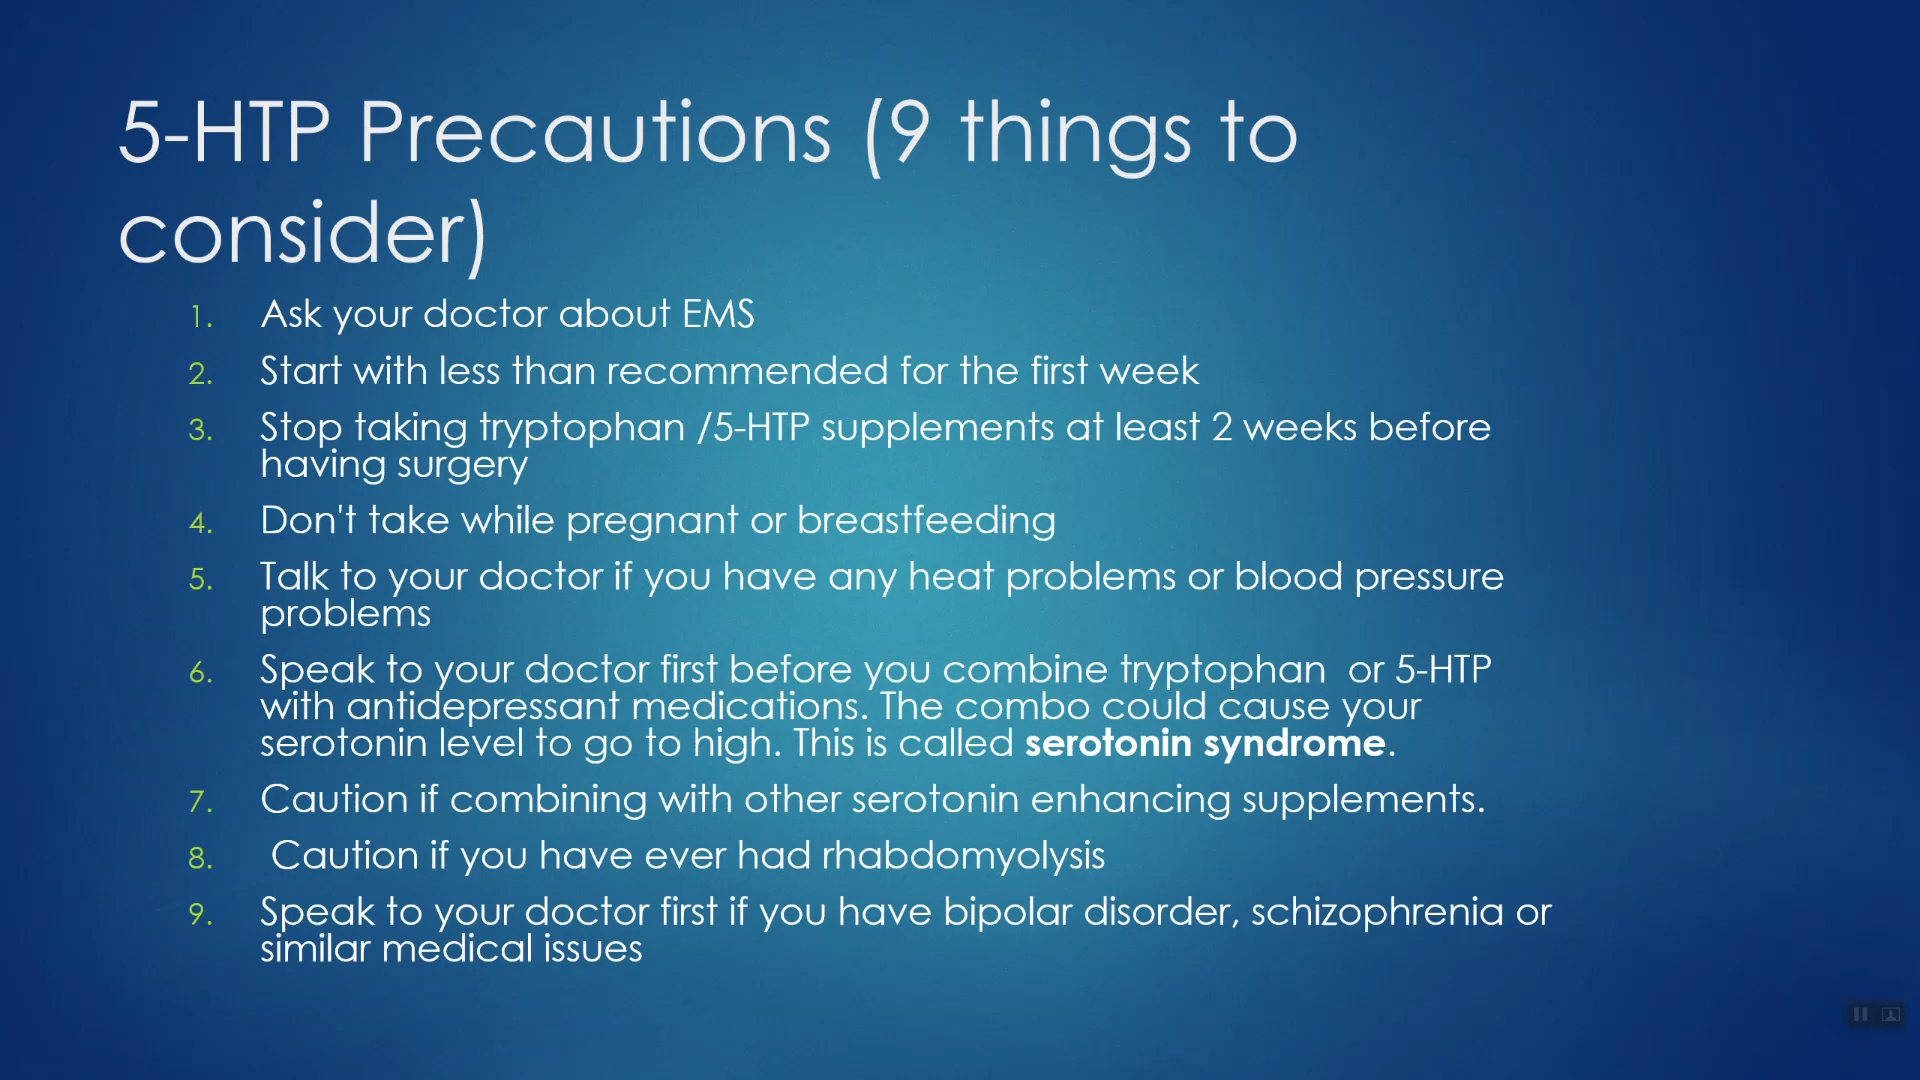 5-HTP Precautions (9 things to
consider)
1. Ask your doctor about EMS
2. Start with less than recommended for the first week
3. Stop taking tryptophan /5-HTP supplements at least 2 weeks before
having surgery
4. Don't take while pregnant or breastfeeding
5. Talk to your doctor if you have any heat problems or blood pressure
problems
6. Speak to your doctor first before you combine tryptophan  or 5-HTP
with antidepressant medications. The combo could cause your
serotonin level to go to high. This is called serotonin syndrome.
7. Caution if combining with other serotonin enhancing supplements.
8. Caution if you have ever had rhabdomyolysis
9. Speak to your doctor first if you have bipolar disorder, schizophrenia or
similar medical issues